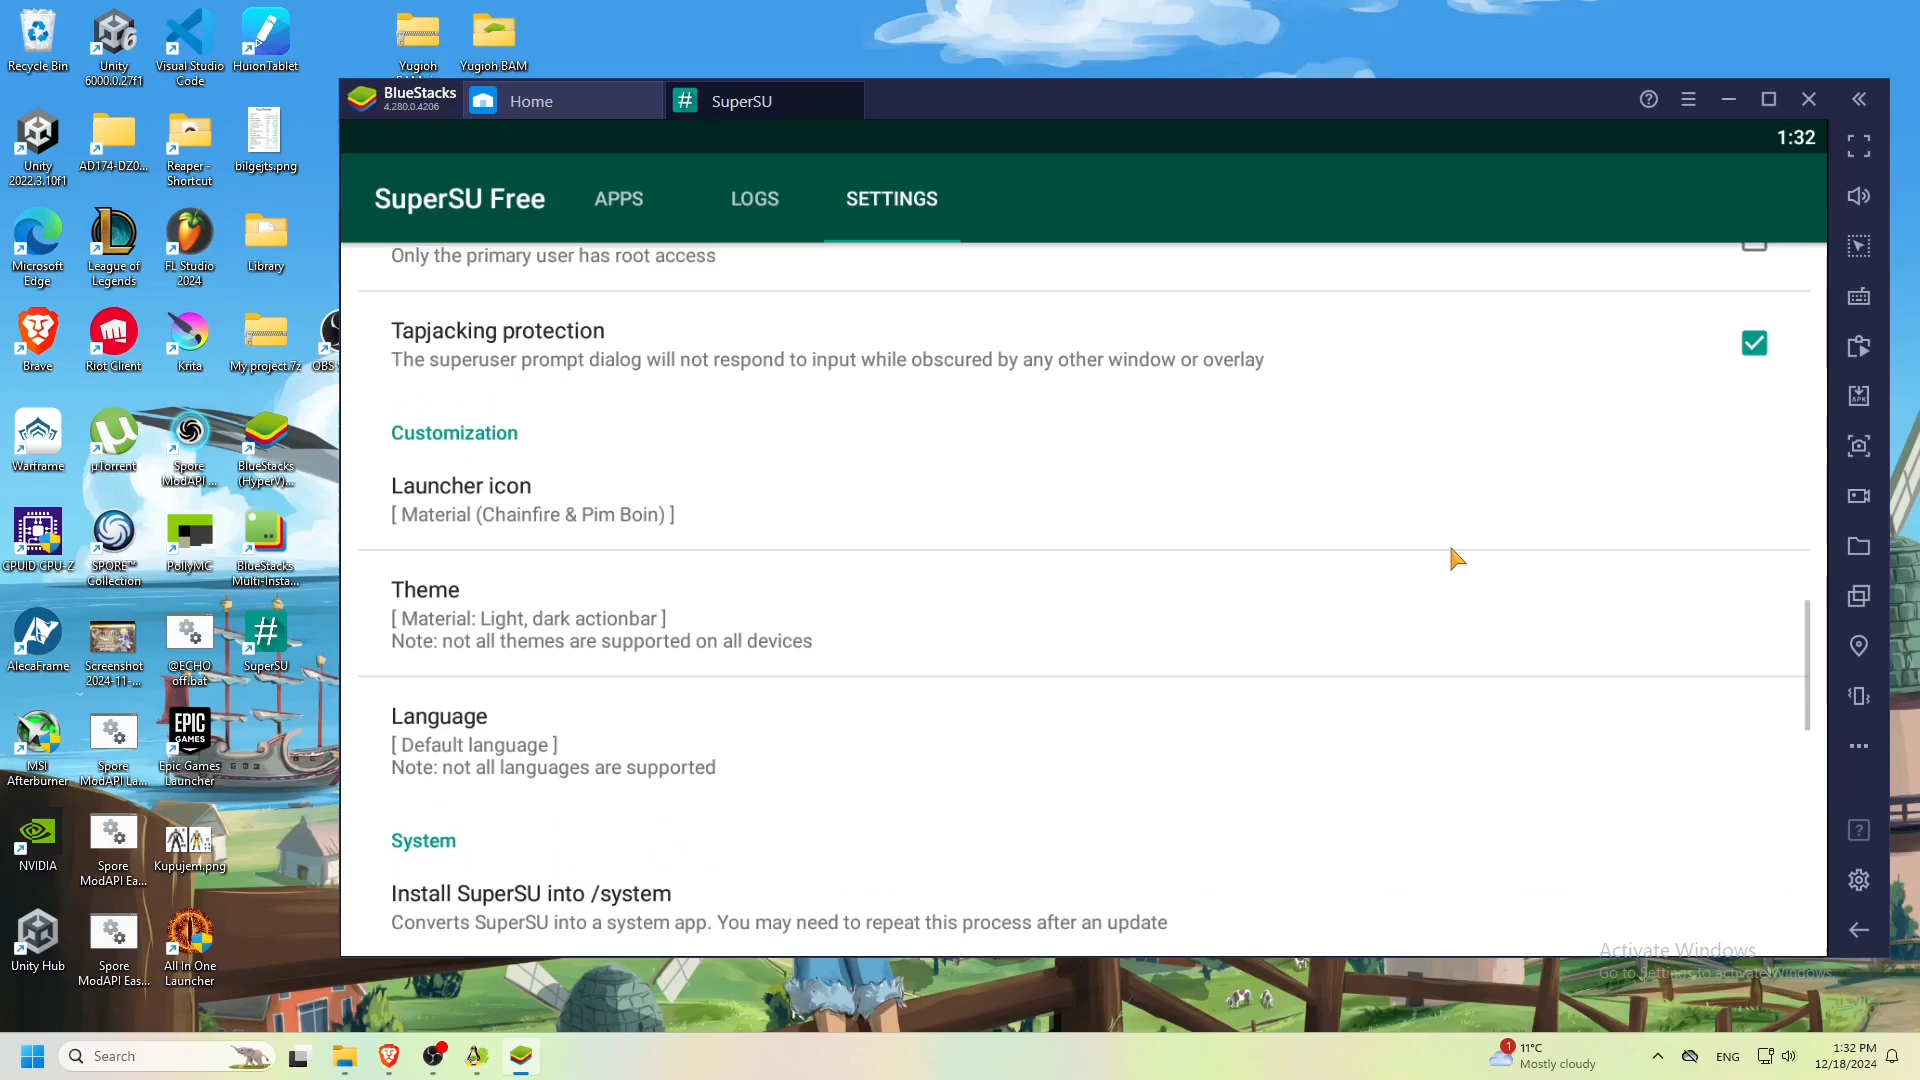 Recycle Bin
Unity
6000.0.27f1
Visual Studio
Code
HuionTablet
Yugioh
Yugioh BAM
Unity
2022.3.10f1
AD174-DZ0...
Reaper -
Shortcut
bilgejts.png
Microsoft
Edge
League of
Legends
FL Studio
2024
Library
Brave
Riot Client
Krita
My project.7z
OBS
Warframe
µTorrent
Spore
ModAPI ...
BlueStacks
(HyperV)...
CPUID CPU-Z
SPORE™
Collection
PollyMC
BlueStacks
Multi-Insta...
AlecaFrame
Screenshot
2024-11-...
@ECHO
off.bat
SuperSU
MSI
Afterburner
Spore
ModAPI La...
Epic Games
Launcher
EPIC
GAMES
NVIDIA
Spore
ModAPI Ea...
Kupujem.png
Unity Hub
Spore
ModAPI Eas...
All In One
Launcher
BlueStacks
4.280.0.4206
Home
SuperSU
1:32
SuperSU Free
APPS
LOGS
SETTINGS
Only the primary user has root access
Tapjacking protection
The superuser prompt dialog will not respond to input while obscured by any other window or overlay
Customization
Launcher icon
[ Material (Chainfire & Pim Boin) ]
Theme
[ Material: Light, dark actionbar ]
Note: not all themes are supported on all devices
Language
[ Default language ]
Note: not all languages are supported
System
Install SuperSU into /system
Converts SuperSU into a system app. You may need to repeat this process after an update
APK
Activate Windows
Go to Settings to activate Windows.
Search
1
11°C
Mostly cloudy
ENG
1:32 PM
12/18/2024